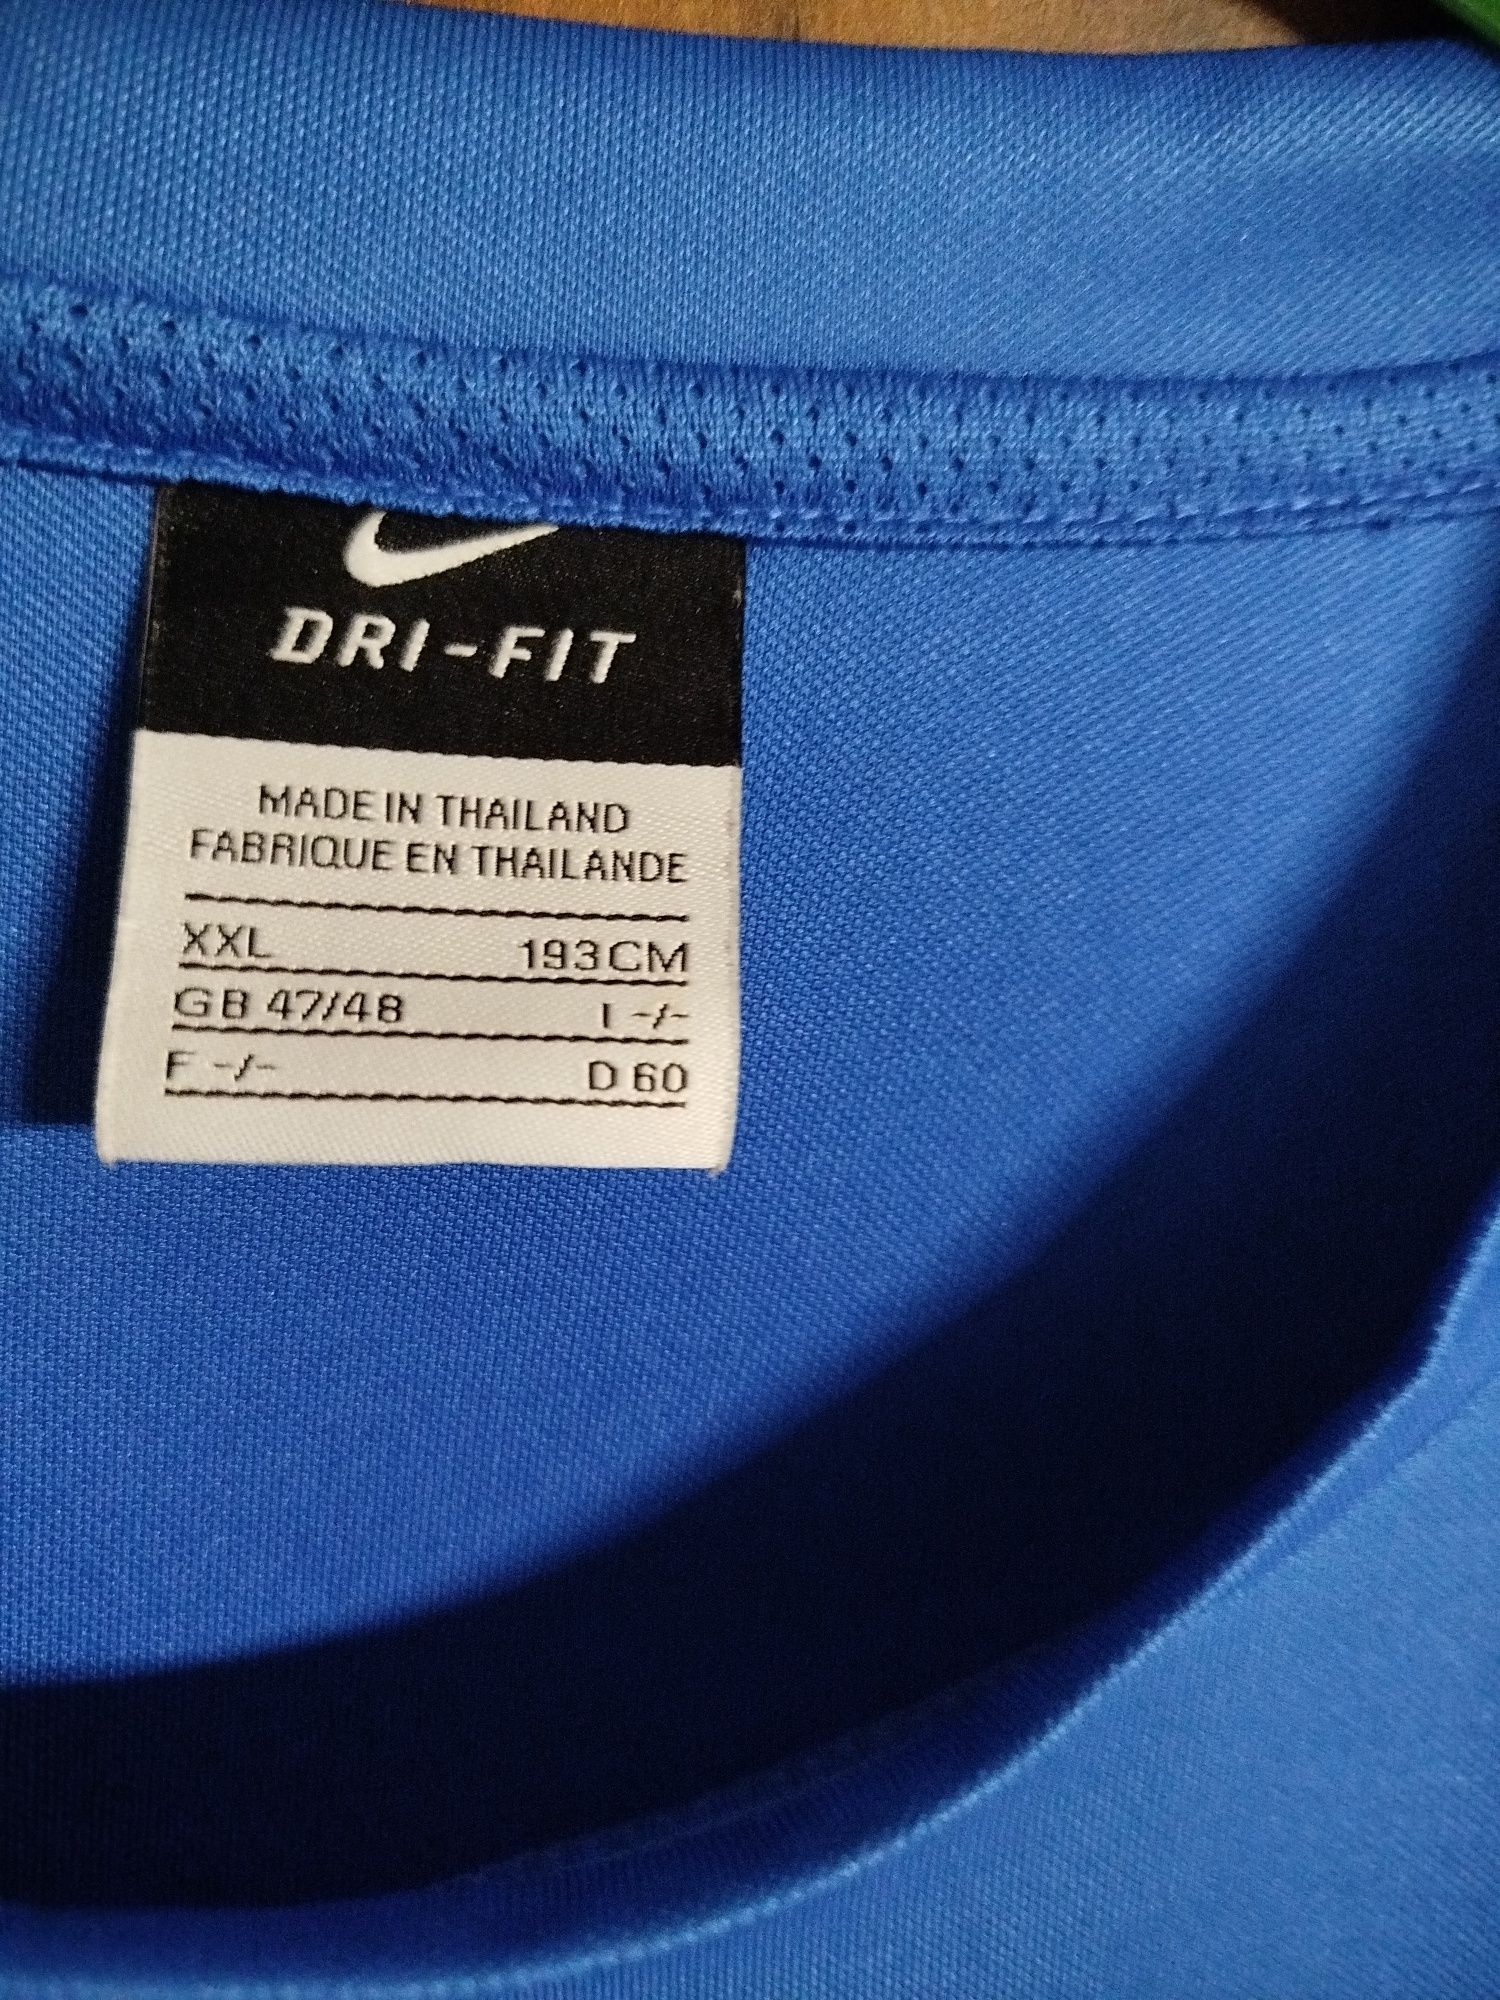 DRI-FIT
MADE IN THAILAND
FABRIQUE EN THAILANDE
XXL 193CM
GB 47/48 I -/-
F -/- D 60